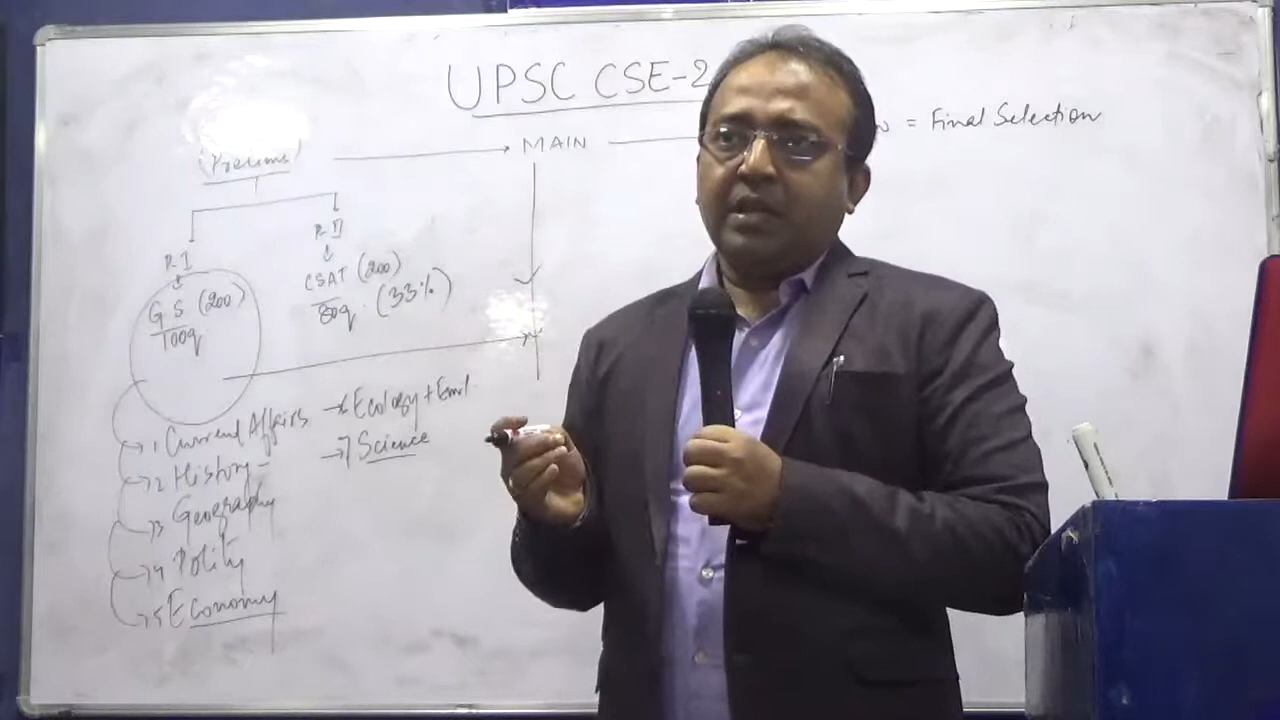 UPSC CSE-2
(Prelims) MAIN = Final Selection
P-I P-II
GS (200) CSAT (200)
100q 80q. (33%)
1 Current Affairs →6 Ecology + Envt.
2 History - →7 Science
3 Geography
4 Polity
5 Economy